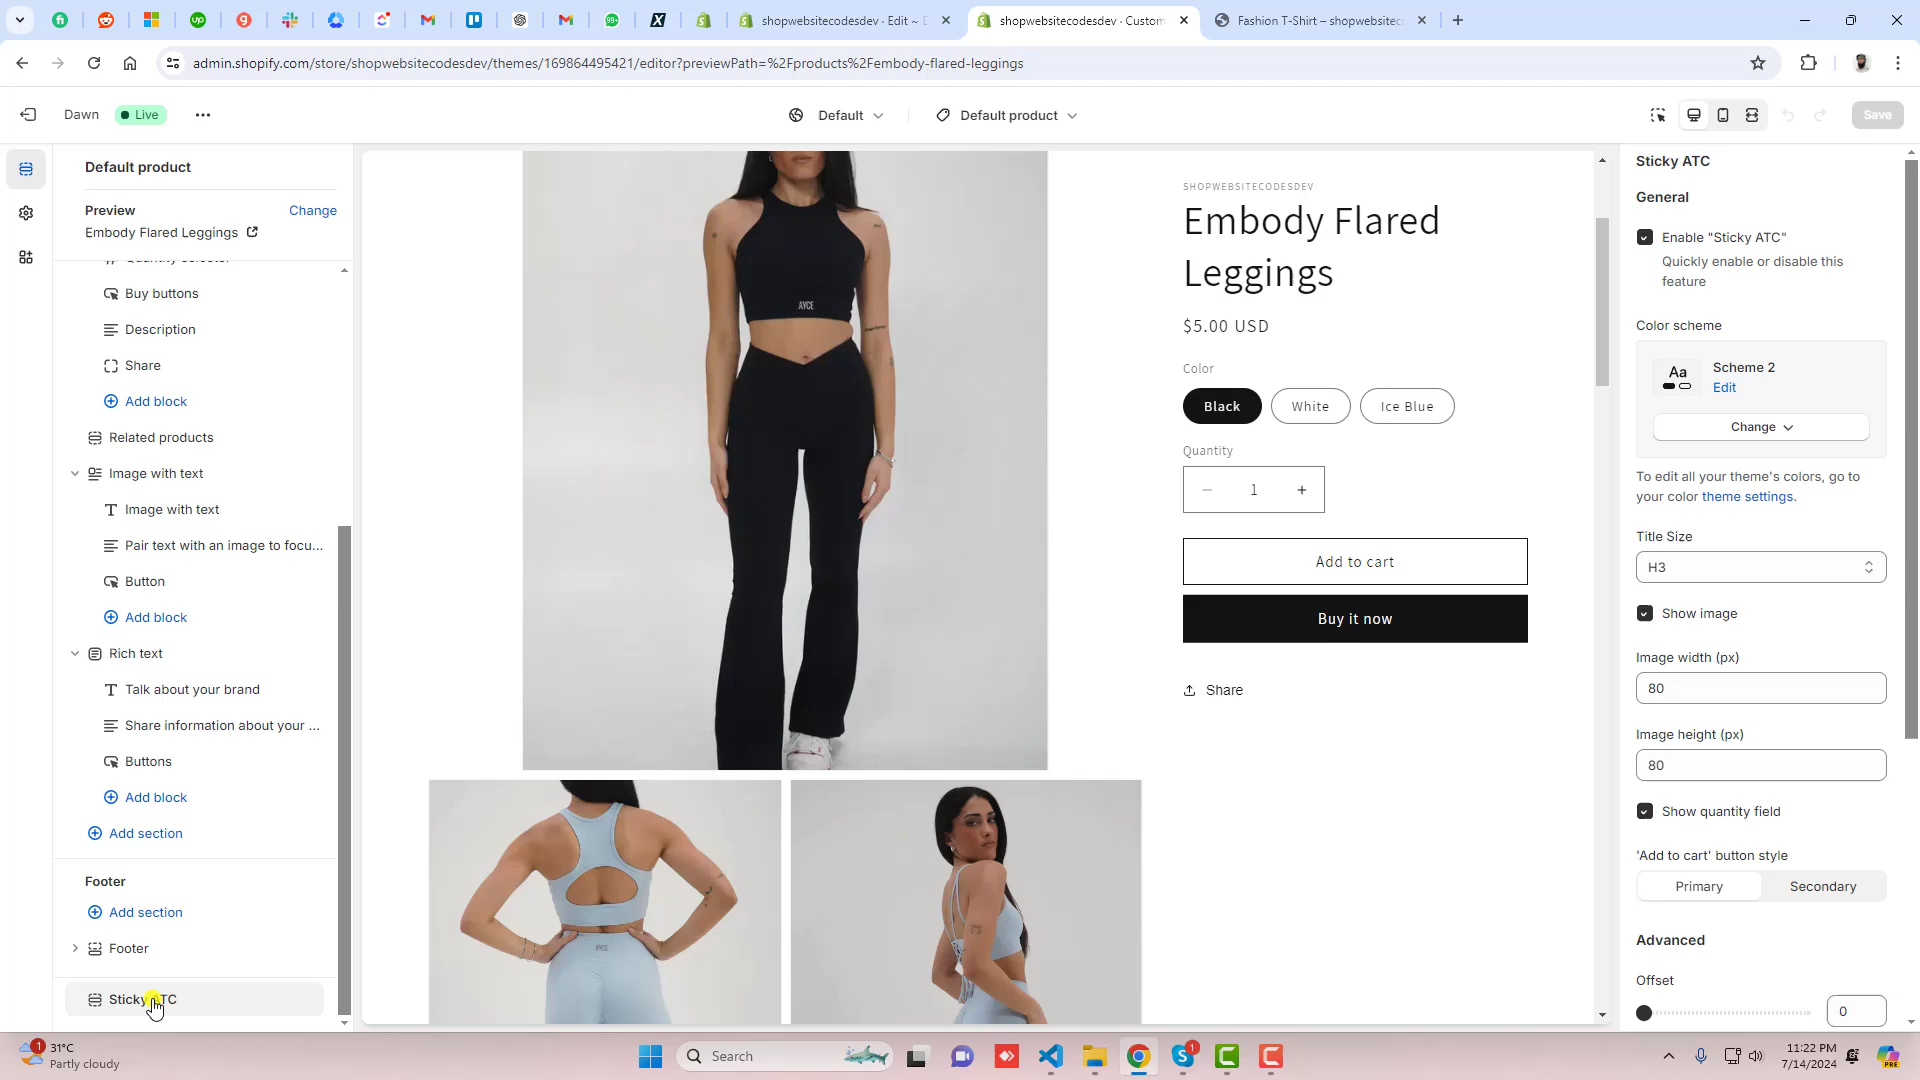 shopwebsitecodesdev · Edit ~ D
shopwebsitecodesdev · Custom
Fashion T-Shirt – shopwebsitec
admin.shopify.com/store/shopwebsitecodesdev/themes/169864495421/editor?previewPath=%2Fproducts%2Fembody-flared-leggings
Dawn
Live
Default
Default product
Save
Default product
Preview
Change
Embody Flared Leggings
Quantity selector
Buy buttons
Description
Share
Add block
Related products
Image with text
Image with text
Pair text with an image to focu...
Button
Add block
Rich text
Talk about your brand
Share information about your ...
Buttons
Add block
Add section
Footer
Add section
Footer
Sticky ATC
AYCE
AYCE
SHOPWEBSITECODESDEV
Embody Flared
Leggings
$5.00 USD
Color
Black
White
Ice Blue
Quantity
1
Add to cart
Buy it now
Share
Sticky ATC
General
Enable "Sticky ATC"
Quickly enable or disable this
feature
Color scheme
Aa
Scheme 2
Edit
Change
To edit all your theme's colors, go to
your color theme settings.
Title Size
H3
Show image
Image width (px)
80
Image height (px)
80
Show quantity field
'Add to cart' button style
Primary
Secondary
Advanced
Offset
0
1
31°C
Partly cloudy
Search
1
11:22 PM
7/14/2024
PRE